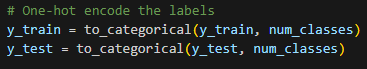 # One-hot encode the labels
y_train = to_categorical(y_train, num_classes)
y_test = to_categorical(y_test, num_classes)